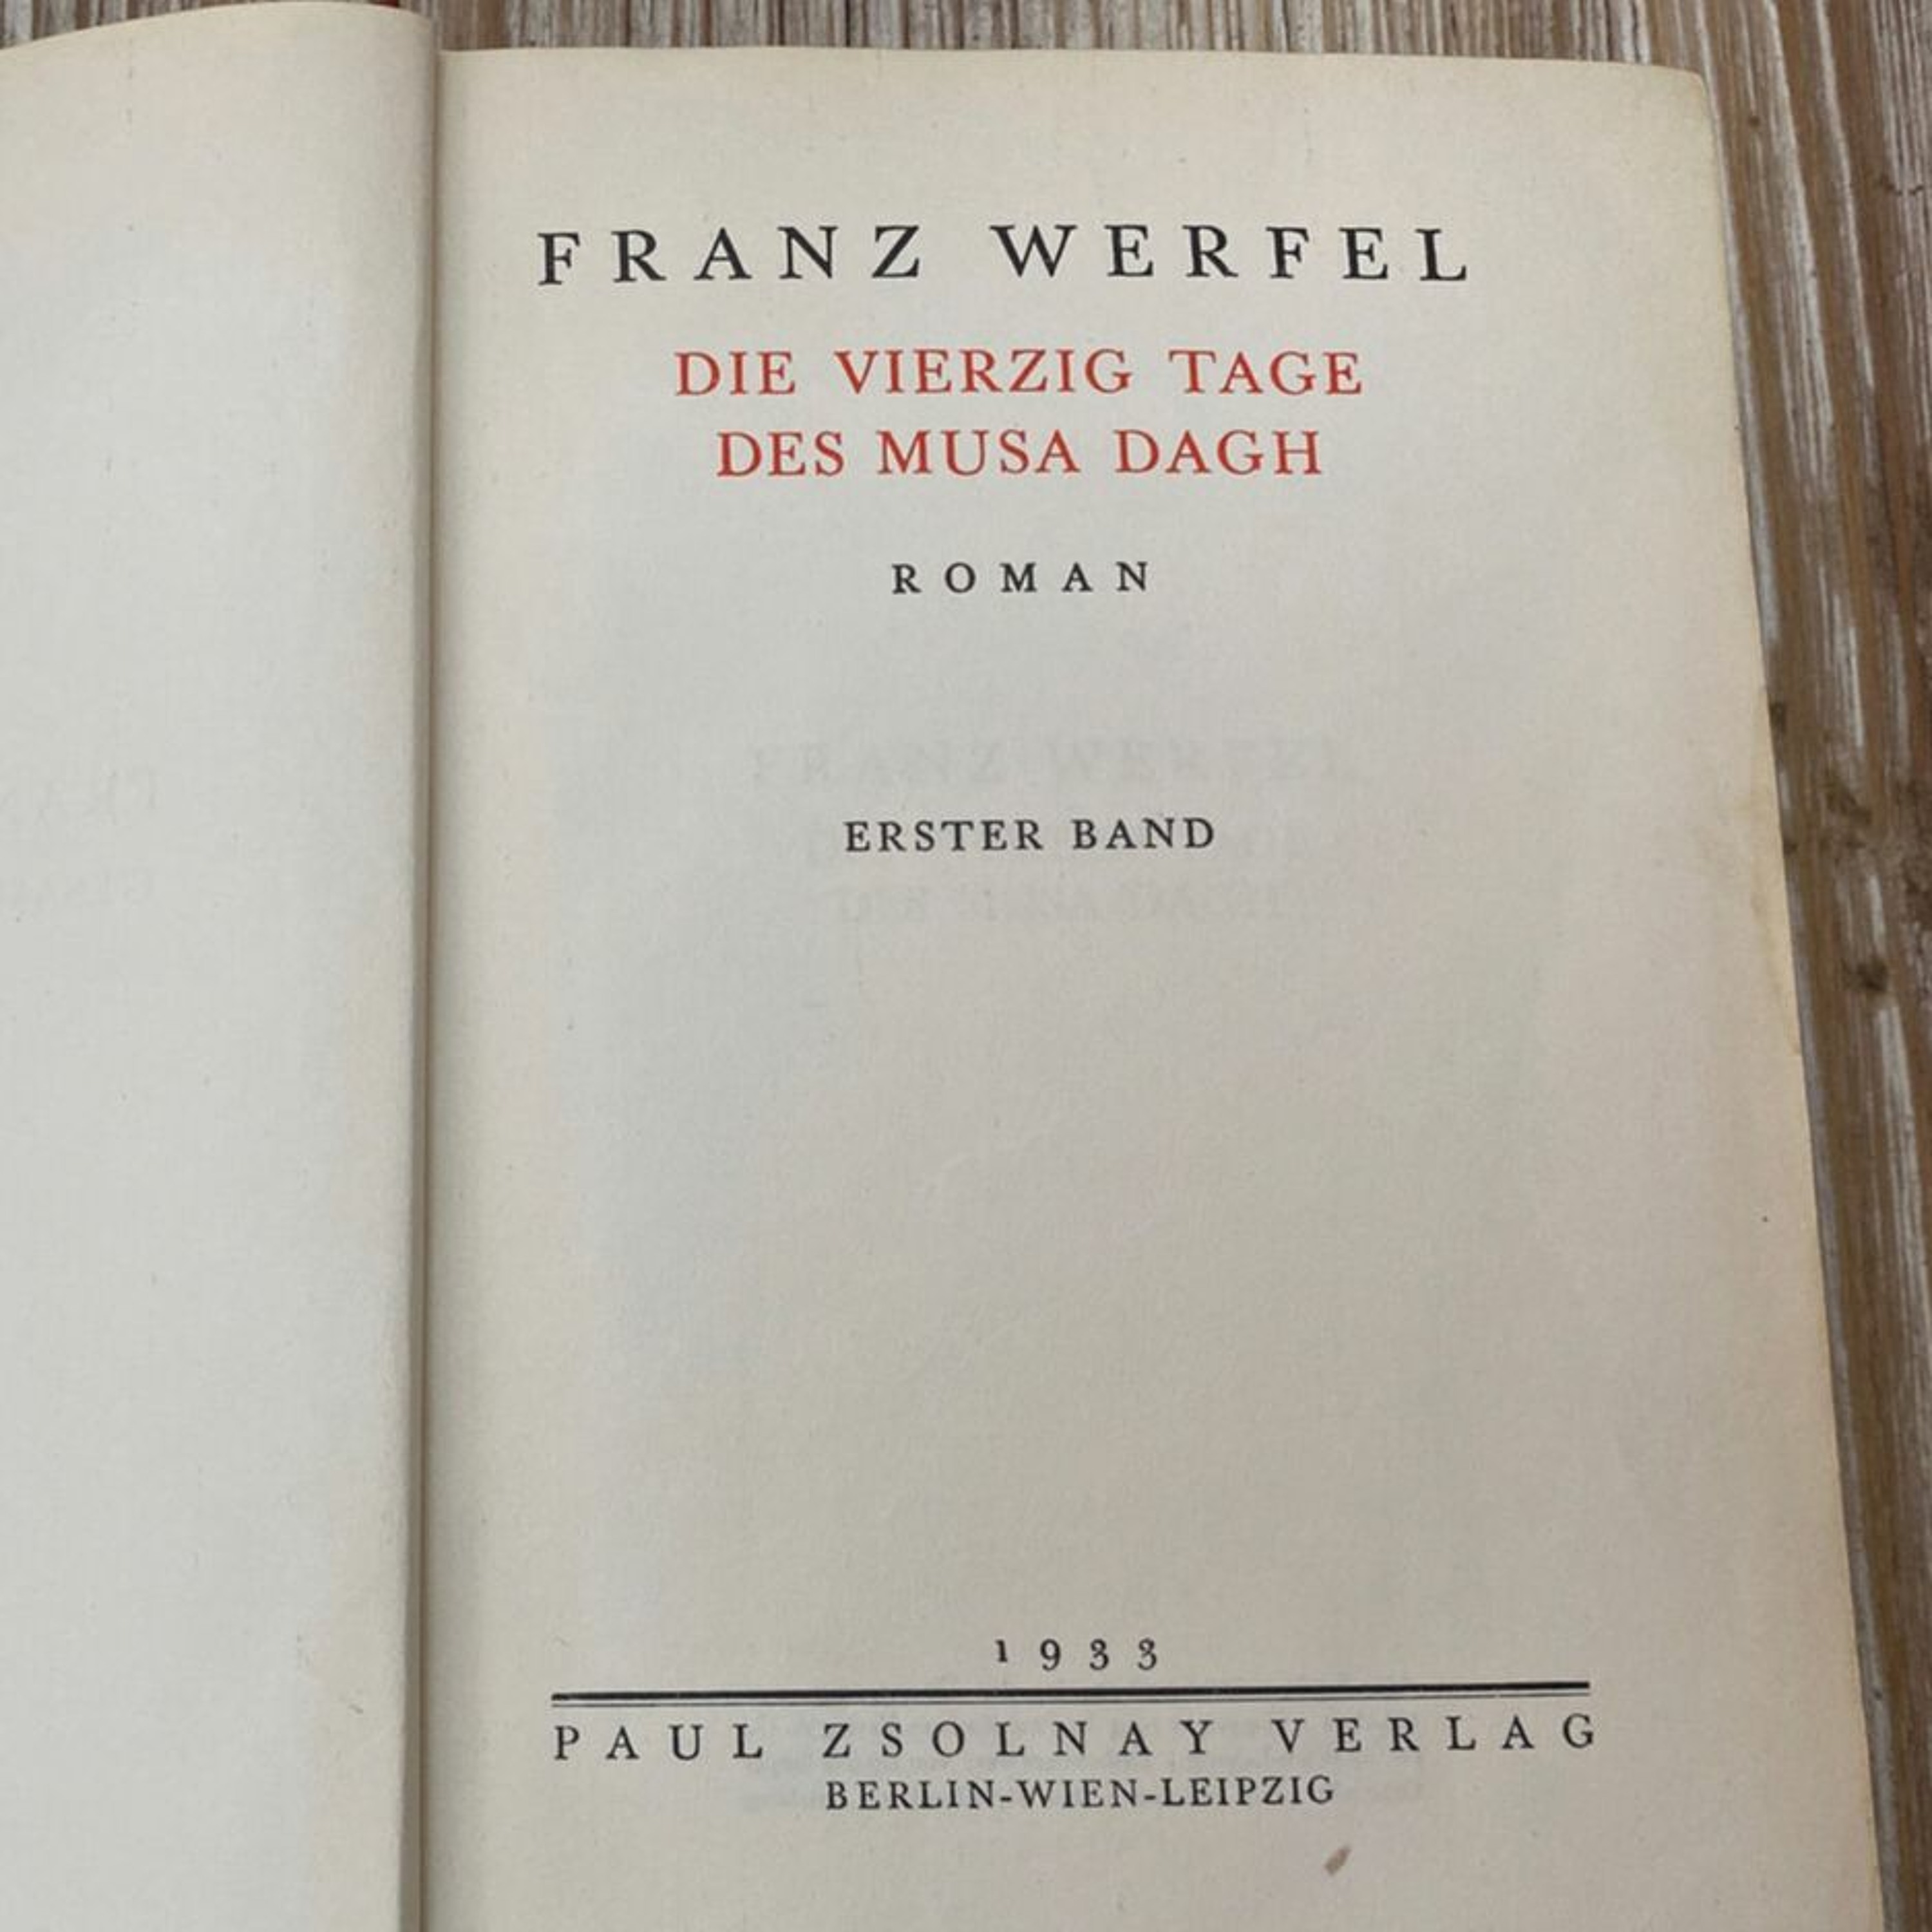 FRANZ WERFEL
DIE VIERZIG TAGE
DES MUSA DAGH
ROMAN
ERSTER BAND
1933
PAUL ZSOLNAY VERLAG
BERLIN-WIEN-LEIPZIG